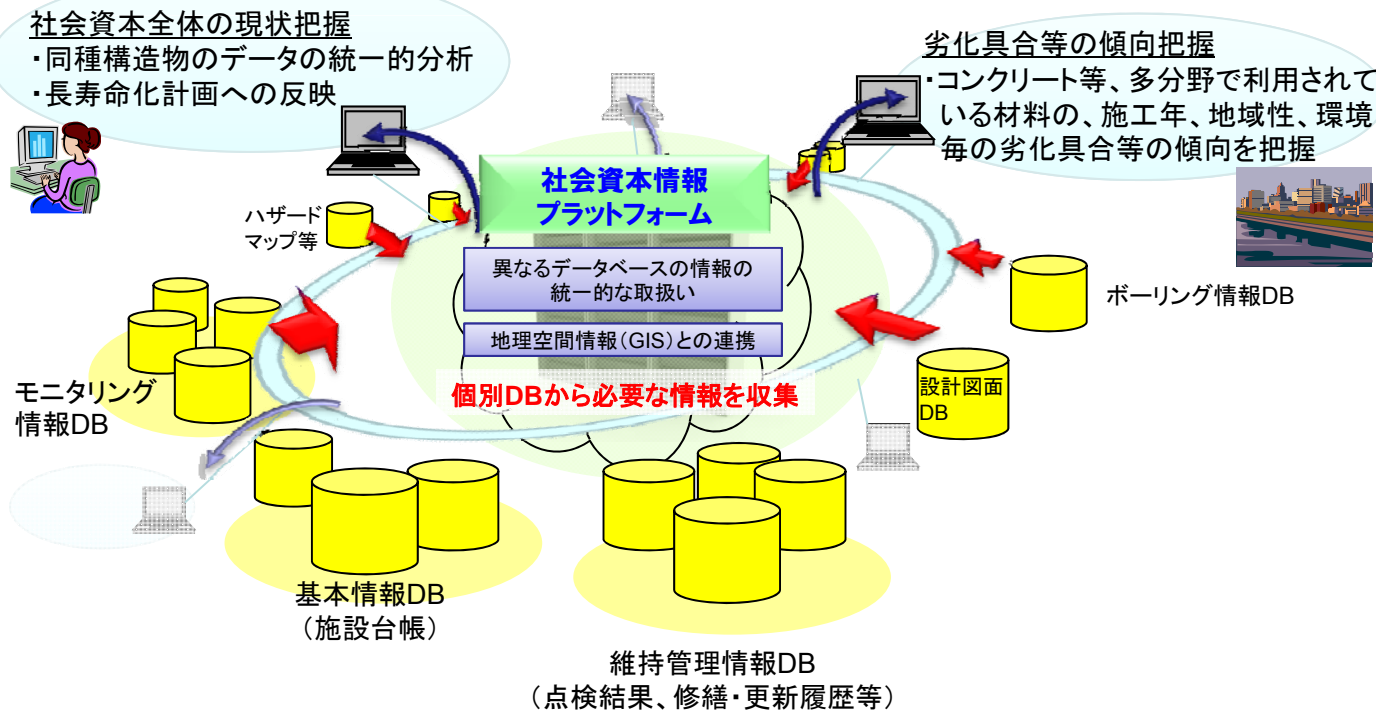 社会資本全体の現状把握
・同種構造物のデータの統一的分析
・長寿命化計画への反映
劣化具合等の傾向把握
・コンクリート等、多分野で利用されて
いる材料の、施工年、地域性、環境
毎の劣化具合等の傾向を把握
社会資本情報
プラットフォーム
ハザード
マップ等
異なるデータベースの情報の
統一的な取扱い
ボーリング情報DB
地理空間情報(GIS)との連携
個別DBから必要な情報を収集
設計図面
DB
モニタリング
情報DB
基本情報DB
(施設台帳)
維持管理情報DB
(点検結果、修繕・更新履歴等)